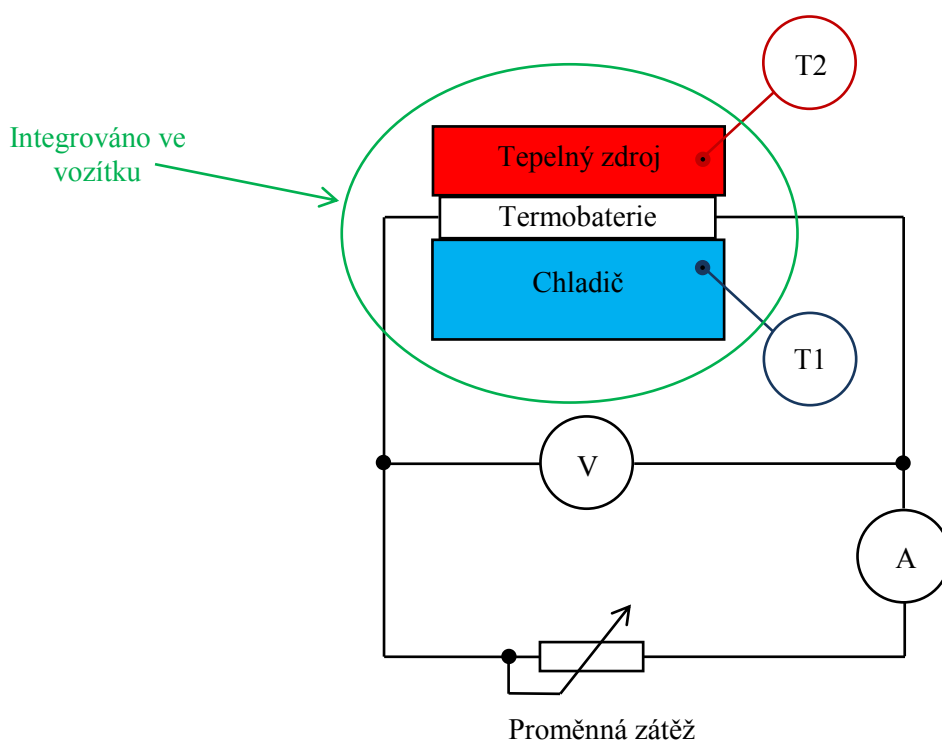 T2
Integrováno ve
vozítku
Tepelný zdroj
Termobaterie
Chladič
T1
V
A
Proměnná zátěž